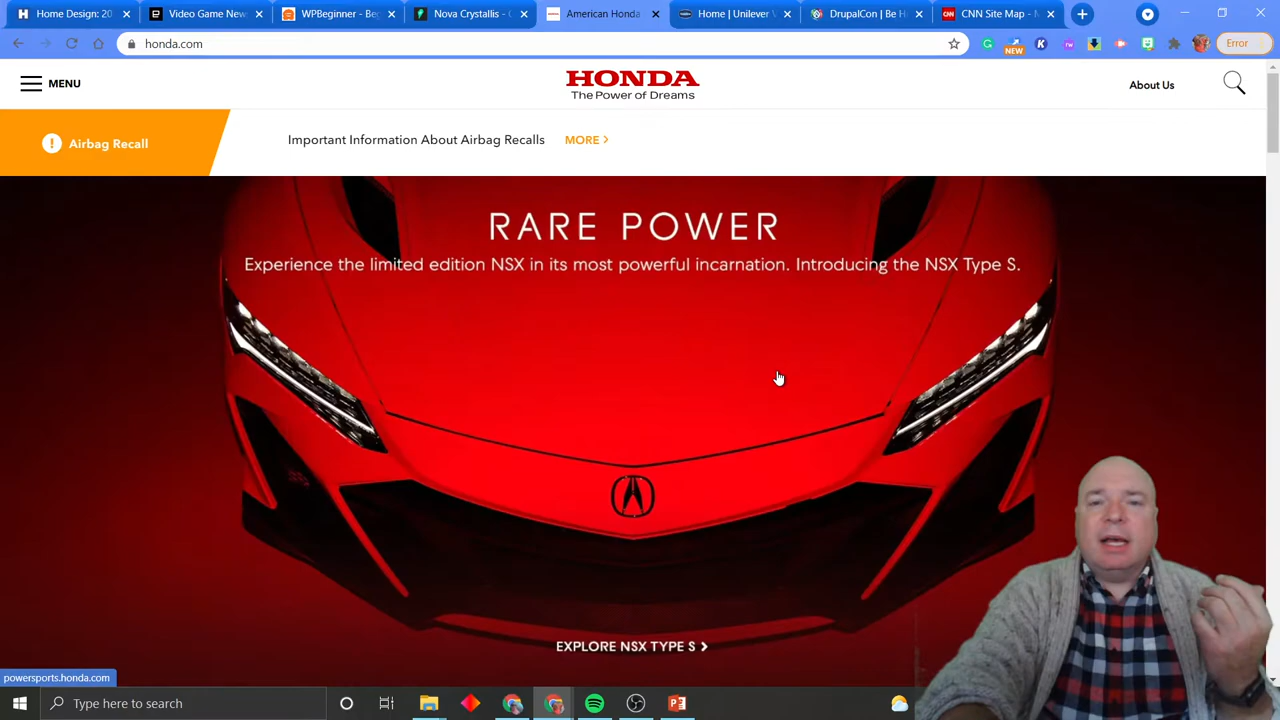 Home Design: 20
Video Game New
WPBeginner - Beg
Nova Crystallis - C
American Honda
Home | Unilever V
DrupalCon | Be H
CNN Site Map - N
honda.com
NEW
Error
MENU
HONDA
The Power of Dreams
About Us
Airbag Recall
Important Information About Airbag Recalls
MORE >
RARE POWER
Experience the limited edition NSX in its most powerful incarnation. Introducing the NSX Type S.
EXPLORE NSX TYPE S >
powersports.honda.com
Type here to search